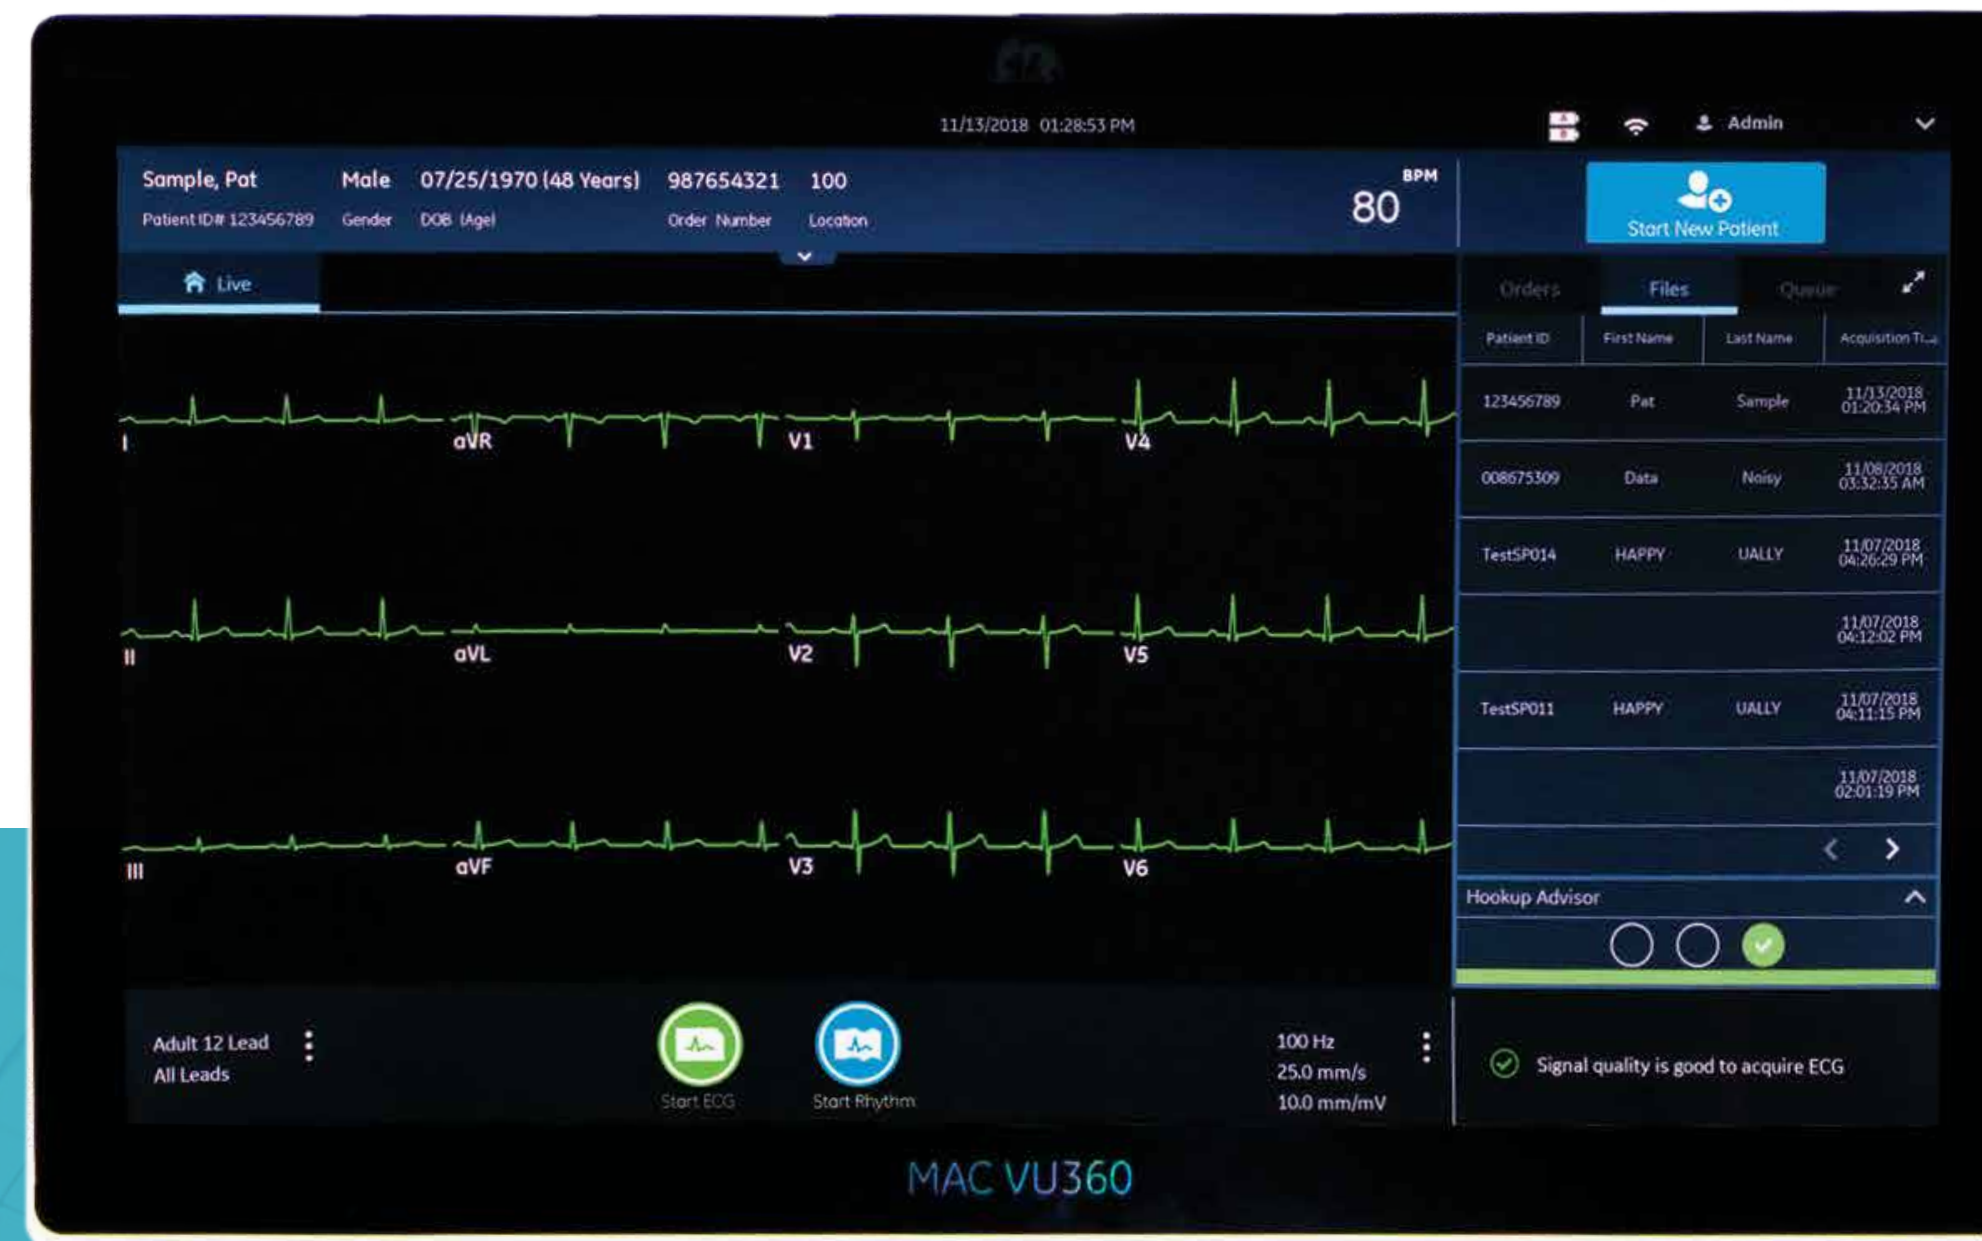 11/13/2018 01:28:53 PM
Admin
Sample, Pat Male 07/25/1970 (48 Years) 987654321 100
Patient ID# 123456789 Gender DOB (Age) Order Number Location
80 BPM
Start New Patient
Live
Orders Files Queue
Patient ID First Name Last Name Acquisition Ti...
123456789 Pat Sample 11/13/2018
01:20:34 PM
008675309 Data Noisy 11/08/2018
03:32:35 AM
TestSP014 HAPPY UALLY 11/07/2018
04:26:29 PM
11/07/2018
04:12:02 PM
TestSP011 HAPPY UALLY 11/07/2018
04:11:15 PM
11/07/2018
02:01:19 PM
I aVR V1 V4
II aVL V2 V5
III aVF V3 V6
Hookup Advisor
Adult 12 Lead
All Leads
Start ECG
Start Rhythm
100 Hz
25.0 mm/s
10.0 mm/mV
Signal quality is good to acquire ECG
MAC VU360